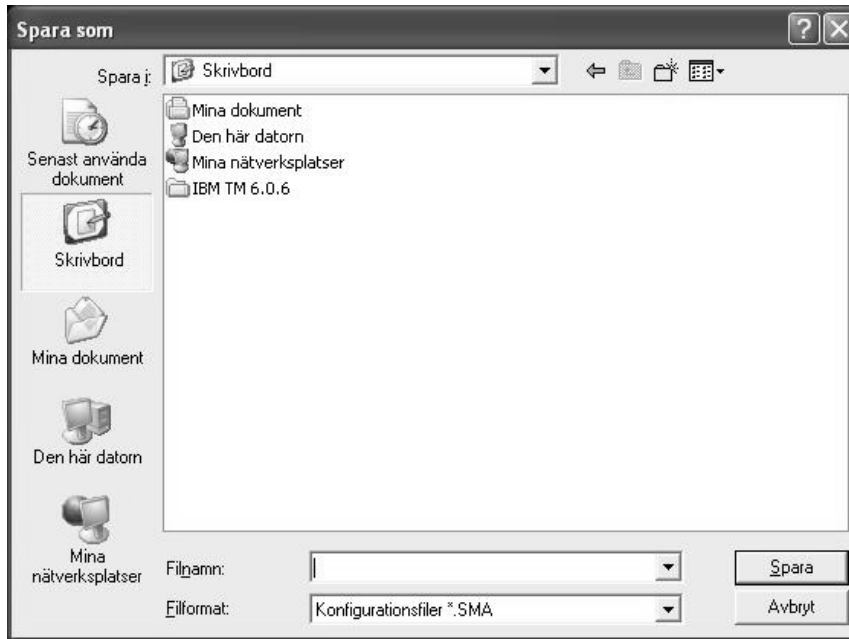 Spara som
Spara i:
Skrivbord
Mina dokument
Den här datorn
Mina nätverksplatser
IBM TM 6.0.6
Senast använda
dokument
Skrivbord
Mina dokument
Den här datorn
Mina
nätverksplatser
Filnamn:
Spara
Filformat:
Konfigurationsfiler *.SMA
Avbryt